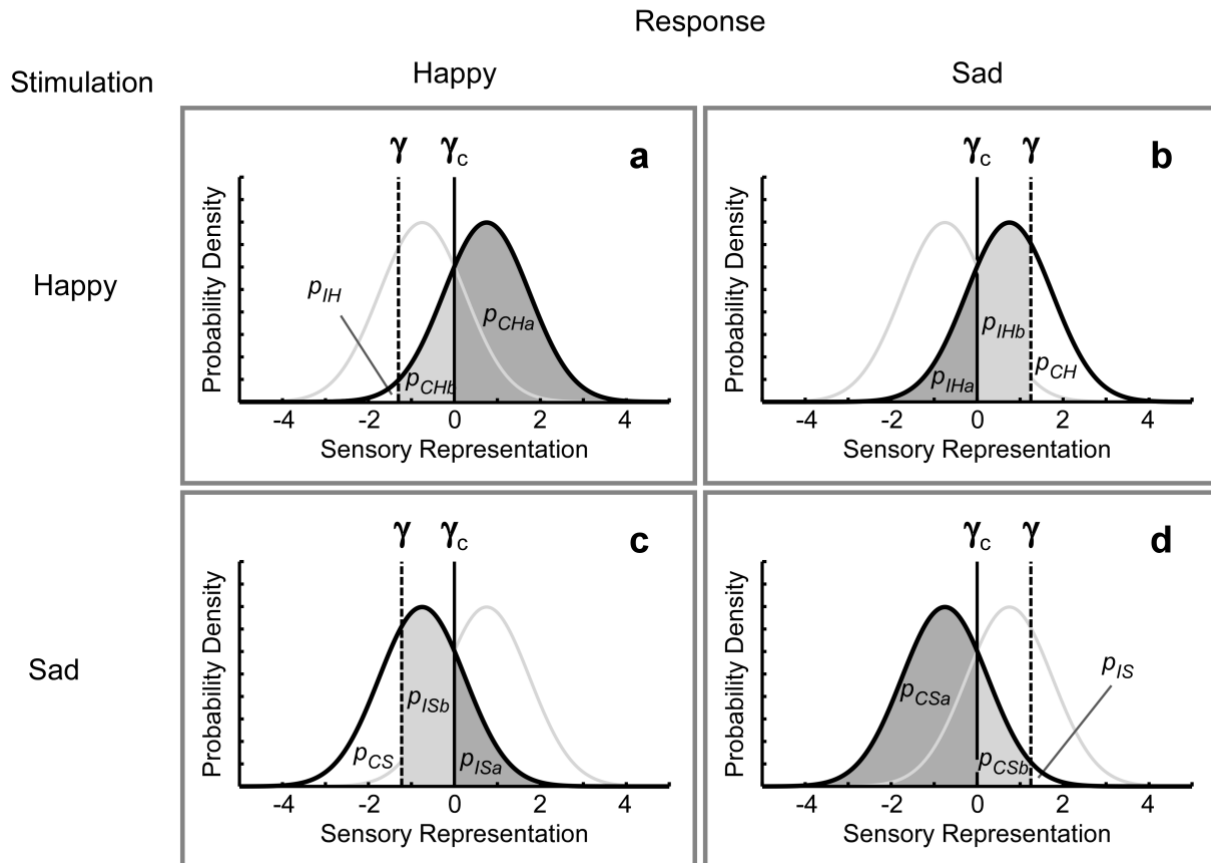 Response
Stimulation
Happy
Sad
Happy
γ γc a
Probability Density
pIH
pCHa
pCHb
-4 -2 0 2 4
Sensory Representation
γc γ b
Probability Density
pIHb
pIHa
pCH
-4 -2 0 2 4
Sensory Representation
Sad
γ γc c
Probability Density
pISb
pCS
pISa
-4 -2 0 2 4
Sensory Representation
γc γ d
Probability Density
pIS
pCSa
pCSb
-4 -2 0 2 4
Sensory Representation